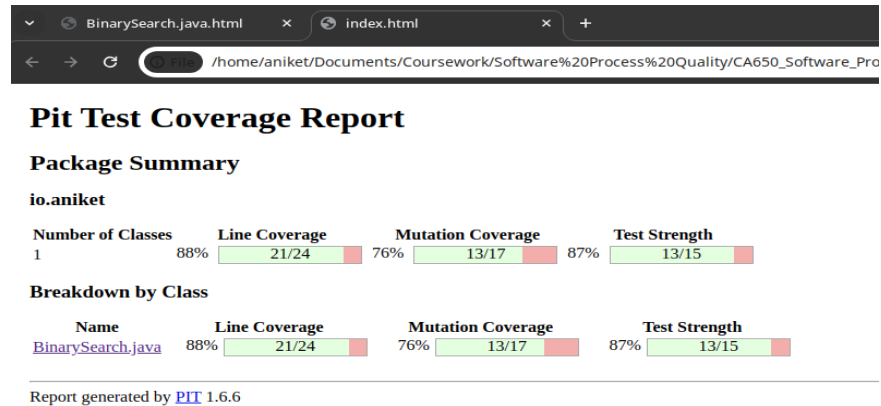 BinarySearch.java.html × index.html × +
File /home/aniket/Documents/Coursework/Software%20Process%20Quality/CA650_Software_Pro
Pit Test Coverage Report
Package Summary
io.aniket
Number of Classes Line Coverage Mutation Coverage Test Strength
1 88% 21/24 76% 13/17 87% 13/15
Breakdown by Class
Name Line Coverage Mutation Coverage Test Strength
BinarySearch.java 88% 21/24 76% 13/17 87% 13/15
Report generated by PIT 1.6.6